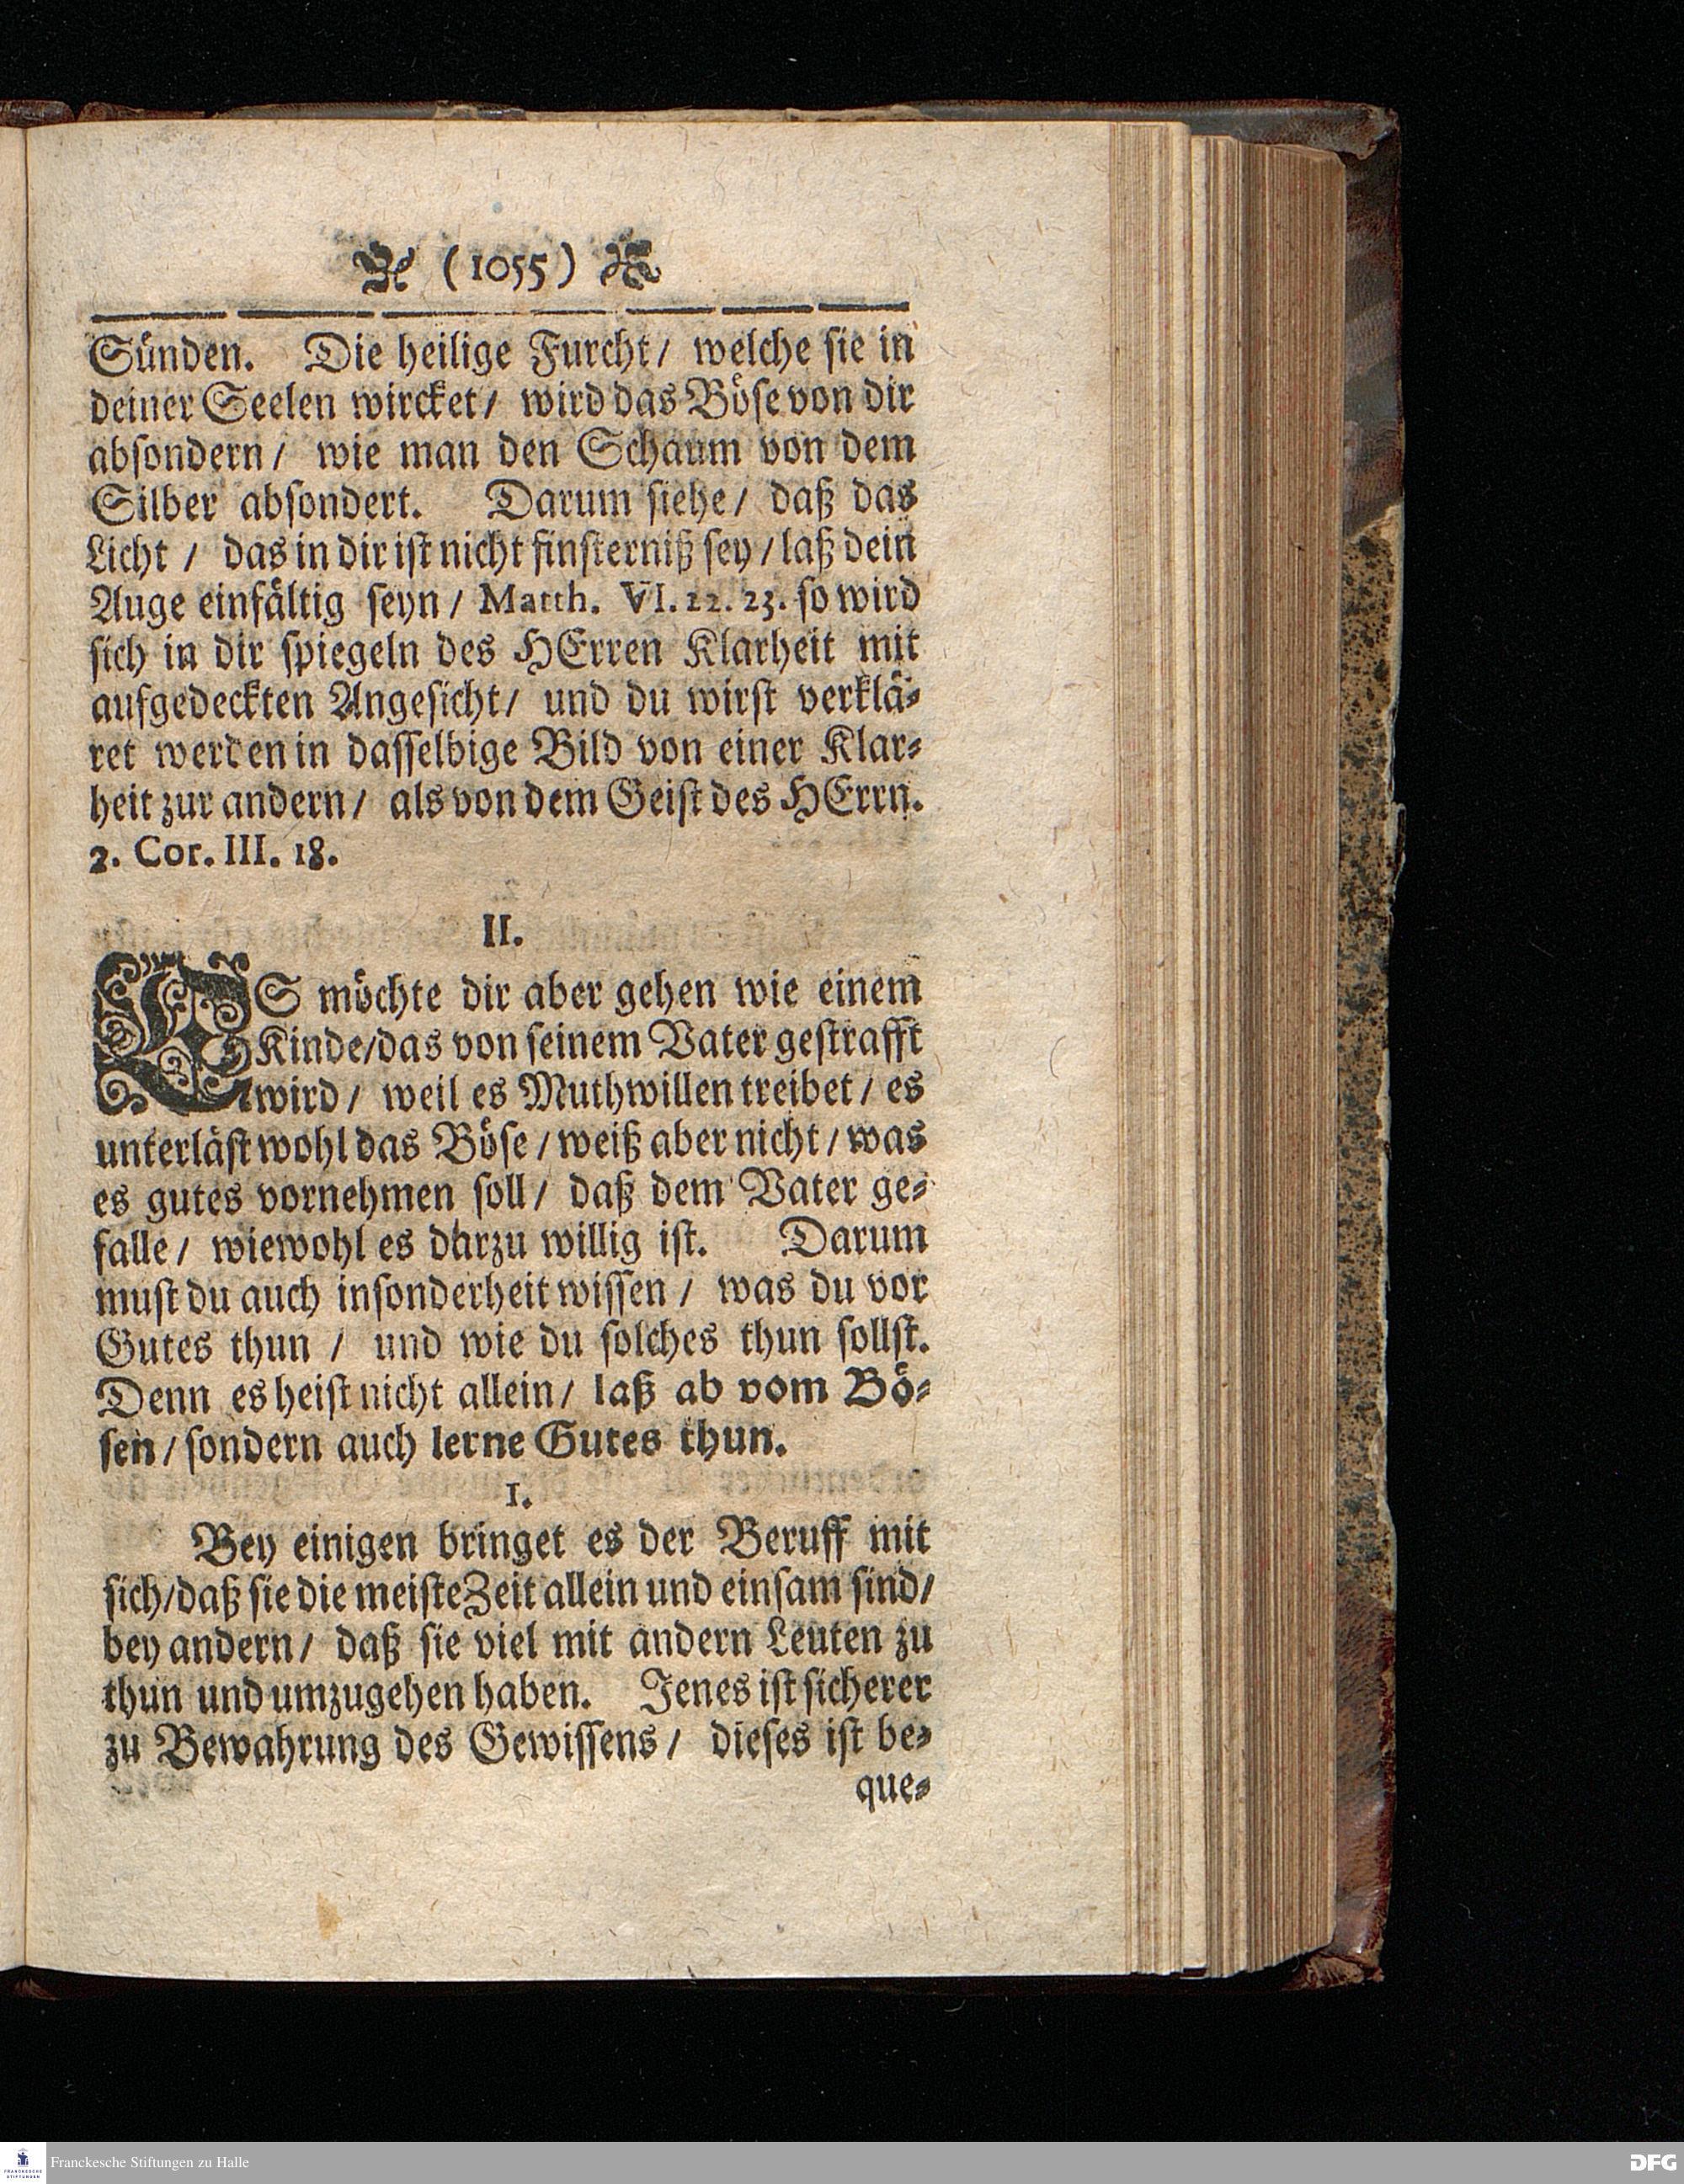 (1055)
Sünden. Die heilige Furcht/ welche sie in
deiner Seelen wircket/ wird das Böse von dir
absondern/ wie man den Schaum von dem
Silber absondert. Darum siehe/ daß das
Licht / das in dir ist nicht finsterniß sey/ laß dein
Auge einfältig seyn/ Matth. VI. 22. 23. so wird
sich in dir spiegeln des HErren Klarheit mit
aufgedeckten Angesicht/ und du wirst verklä-
ret werden in dasselbige Bild von einer Klar-
heit zur andern/ als von dem Geist des HErrn.
2. Cor. III. 18.
II.
ES möchte dir aber gehen wie einem
Kinde/das von seinem Vater gestrafft
wird/ weil es Muthwillen treibet/ es
unterläst wohl das Böse/ weiß aber nicht/ was
es gutes vornehmen soll/ daß dem Vater ge-
falle/ wiewohl es darzu willig ist. Darum
must du auch insonderheit wissen / was du vor
Gutes thun / und wie du solches thun sollst.
Denn es heist nicht allein/ laß ab vom Bö-
sen/ sondern auch lerne Gutes thun.
1.
Bey einigen bringet es der Beruff mit
sich/daß sie die meiste Zeit allein und einsam sind/
bey andern/ daß sie viel mit andern Leuten zu
thun und umzugehen haben. Jenes ist sicherer
zu Bewahrung des Gewissens/ dieses ist be-
que-
FRANCKESCHE
STIFTUNGEN
Franckesche Stiftungen zu Halle
DFG